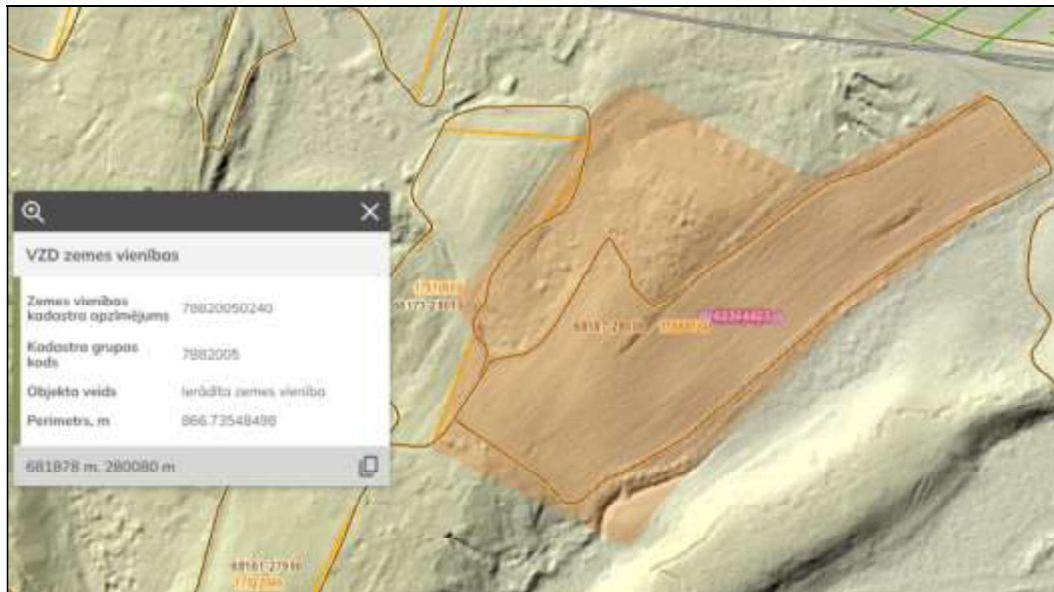 VZD zemes vienības
Zemes vienības
kadastra apzīmējums
78820050240
Kadastra grupas
kods
7882005
Objekta veids
Ierādīta zemes vienība
Perimetrs, m
866.73548498
681878 m, 280080 m